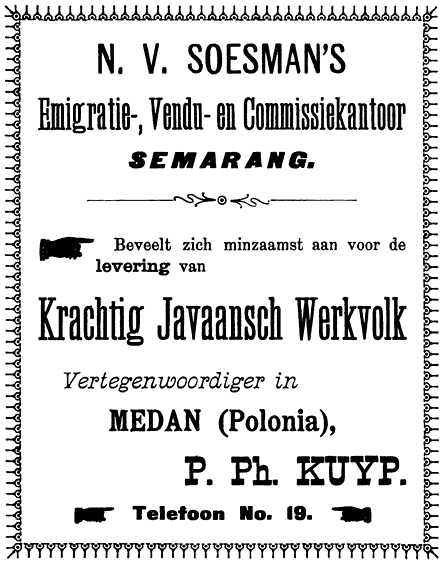 N. V. SOESMAN'S
Emigratie-, Vendu- en Commissiekantoor
SEMARANG.
Beveelt zich minzaamst aan voor de
levering van
Krachtig Javaansch Werkvolk
Vertegenwoordiger in
MEDAN (Polonia),
P. Ph. KUYP.
Telefoon No. 19.